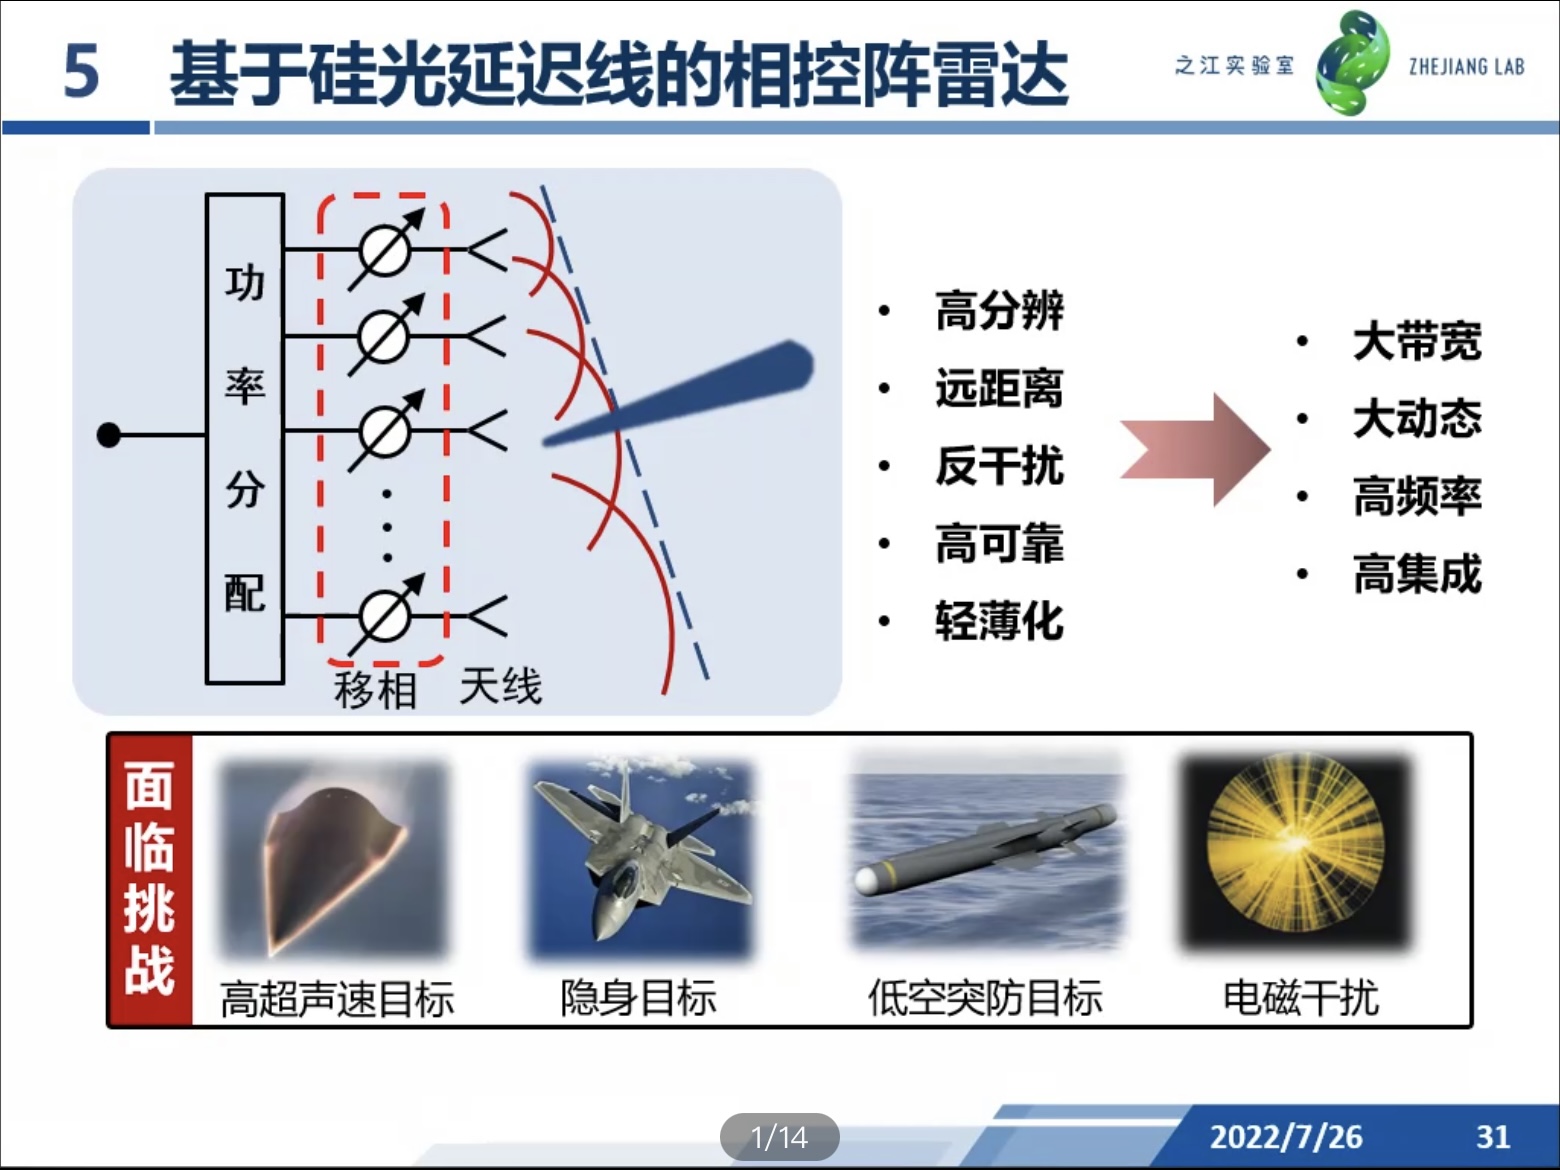 5 基于硅光延迟线的相控阵雷达
之江实验室 ZHEJIANG LAB
功率分配
移相
天线
• 高分辨
• 远距离
• 反干扰
• 高可靠
• 轻薄化
• 大带宽
• 大动态
• 高频率
• 高集成
面临挑战
高超声速目标
隐身目标
低空突防目标
电磁干扰
1/14
2022/7/26
31